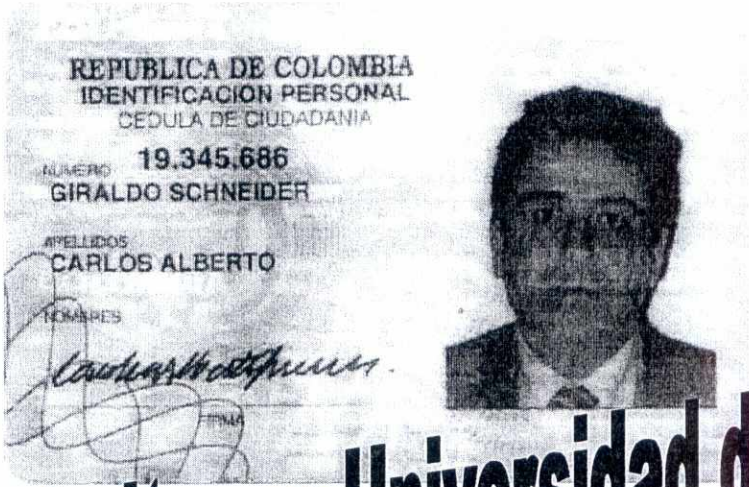 REPUBLICA DE COLOMBIA
IDENTIFICACION PERSONAL
CEDULA DE CIUDADANIA
NUMERO 19.345.686
GIRALDO SCHNEIDER
APELLIDOS
CARLOS ALBERTO
NOMBRES
FIRMA
Universidad d